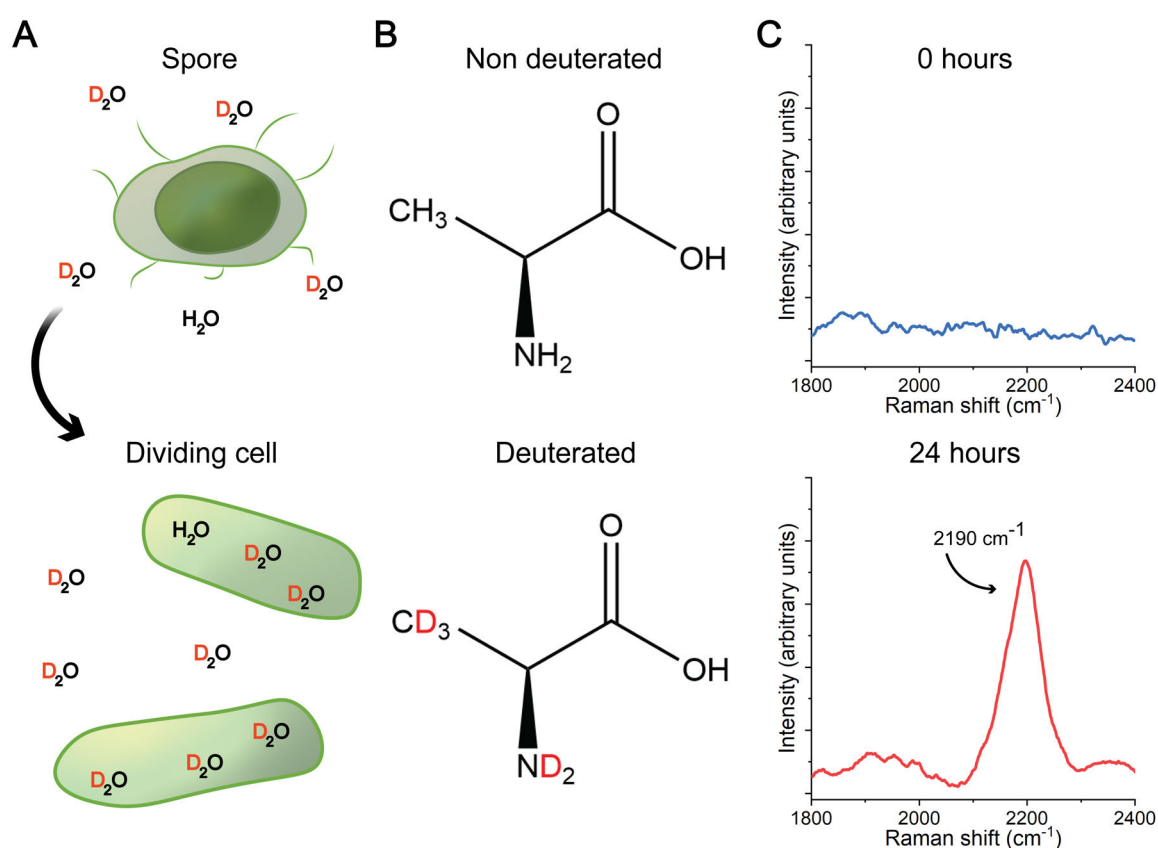 A
Spore
D₂O
D₂O
D₂O
D₂O
H₂O
Dividing cell
H₂O
D₂O
D₂O
D₂O
D₂O
D₂O
D₂O
D₂O
D₂O
B
Non deuterated
O
CH₃
OH
NH₂
Deuterated
O
CD₃
OH
ND₂
C
0 hours
Intensity (arbitrary units)
1800 2000 2200 2400
Raman shift (cm⁻¹)
24 hours
2190 cm⁻¹
Intensity (arbitrary units)
1800 2000 2200 2400
Raman shift (cm⁻¹)